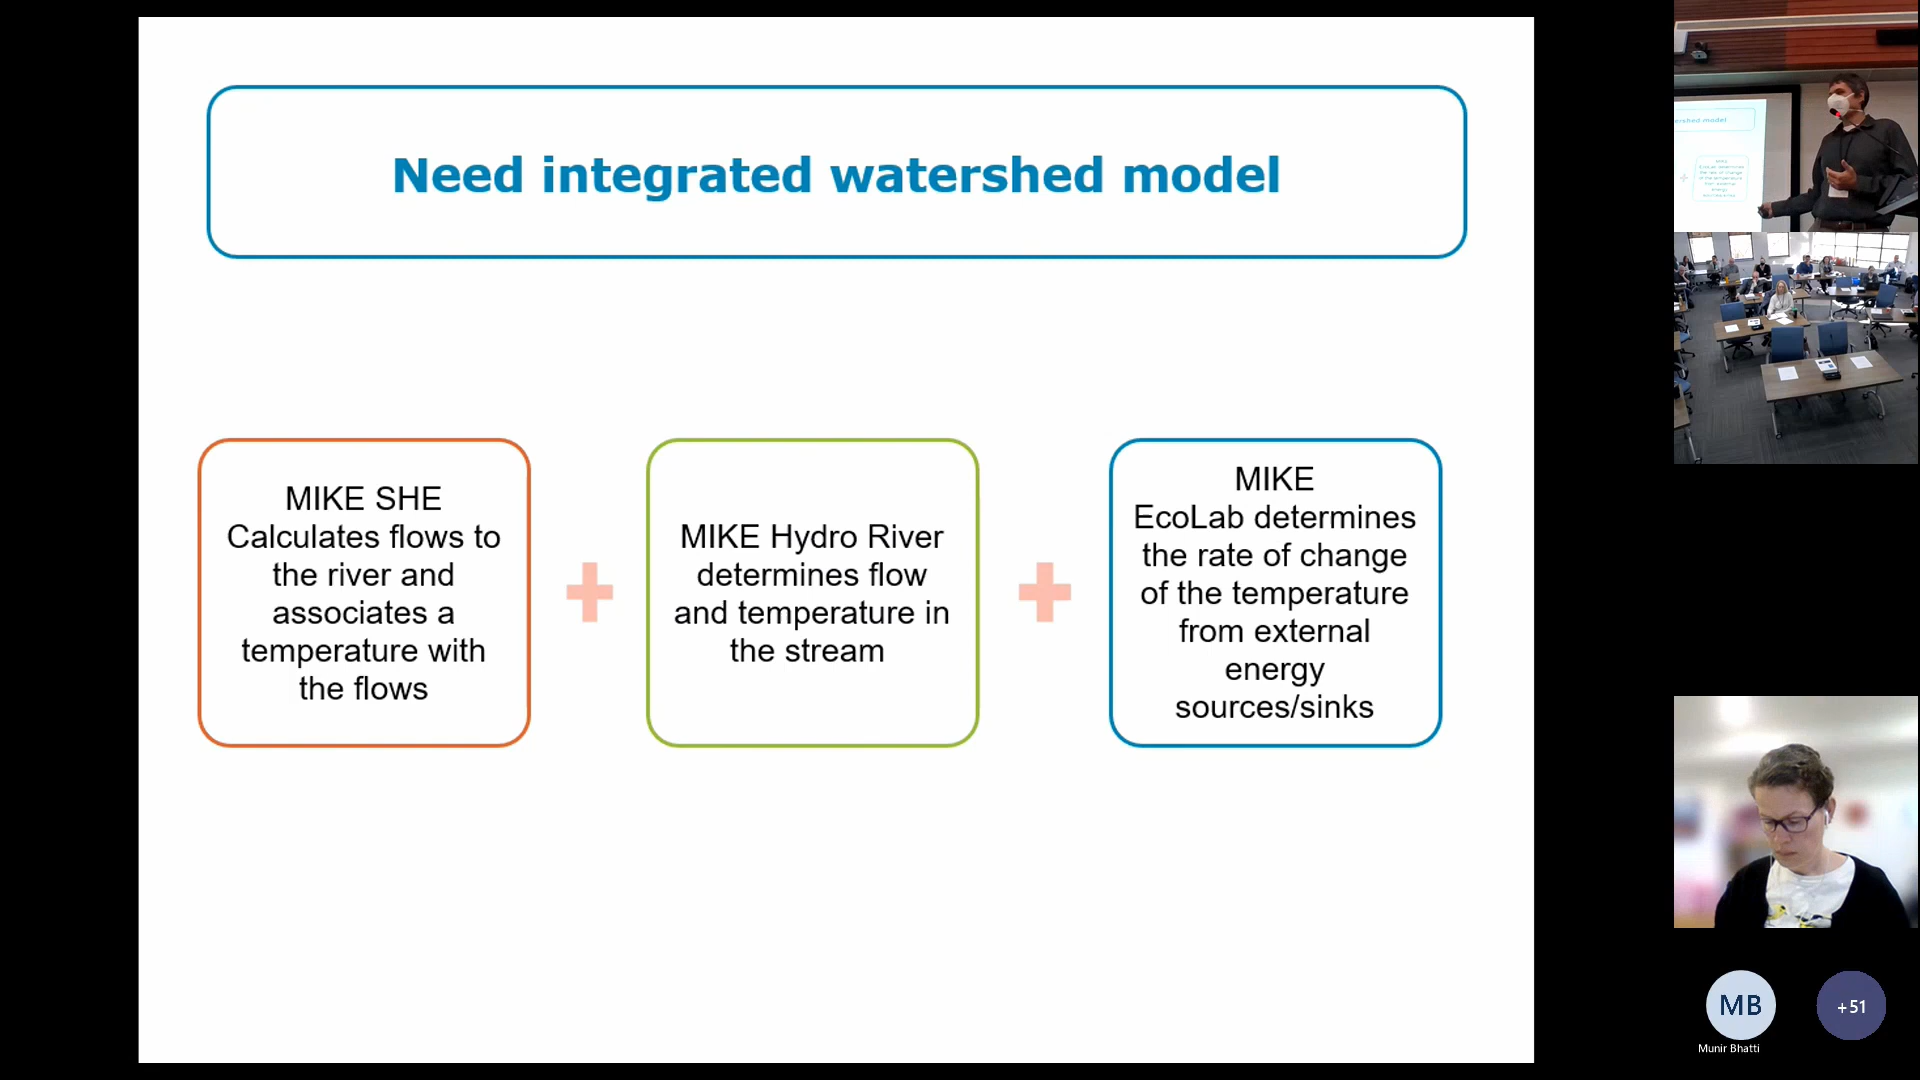 Need integrated watershed model
MIKE SHE
Calculates flows to
the river and
associates a
temperature with
the flows
MIKE Hydro River
determines flow
and temperature in
the stream
MIKE
EcoLab determines
the rate of change
of the temperature
from external
energy
sources/sinks
MB
Munir Bhatti
+51